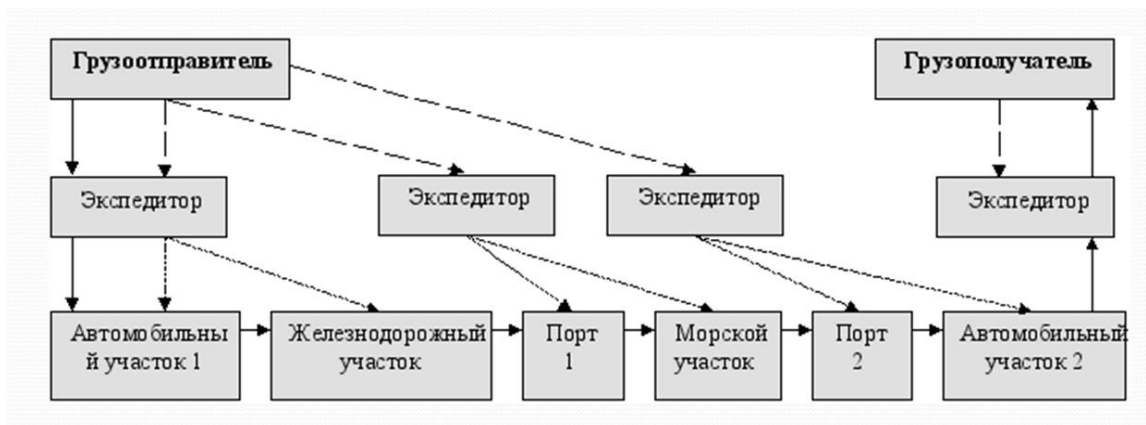 Грузоотправитель
Грузополучатель
Экспедитор
Экспедитор
Экспедитор
Экспедитор
Автомобильны
й участок 1
Железнодорожный
участок
Порт
1
Морской
участок
Порт
2
Автомобильный
участок 2